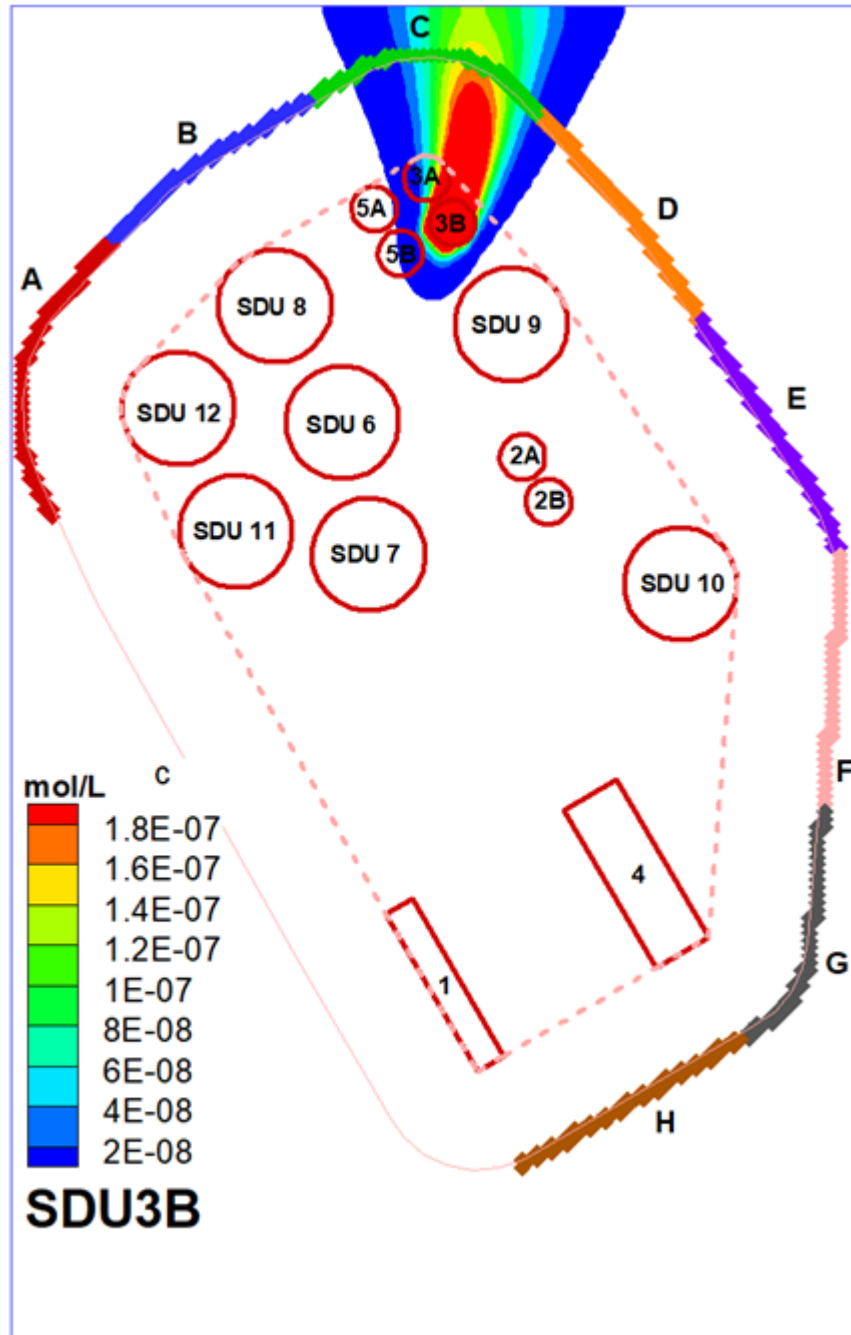 C
B
3A
5A
3B
D
5B
A
SDU 8
SDU 9
E
SDU 12
SDU 6
2A
2B
SDU 11
SDU 7
SDU 10
C
mol/L
F
1.8E-07
1.6E-07
4
1.4E-07
1.2E-07
G
1E-07
1
8E-08
6E-08
4E-08
H
2E-08
SDU3B